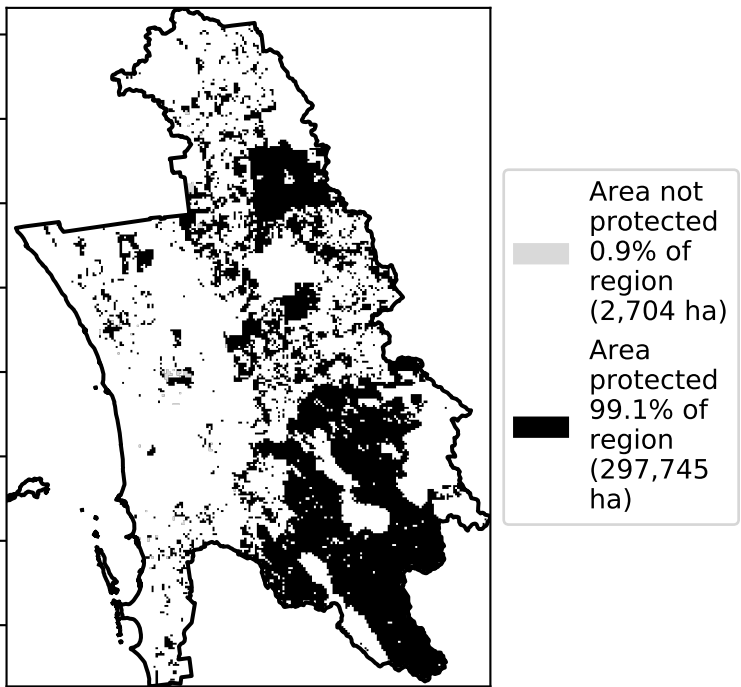 Area not
protected
0.9% of
region
(2,704 ha)
Area
protected
99.1% of
region
(297,745
ha)